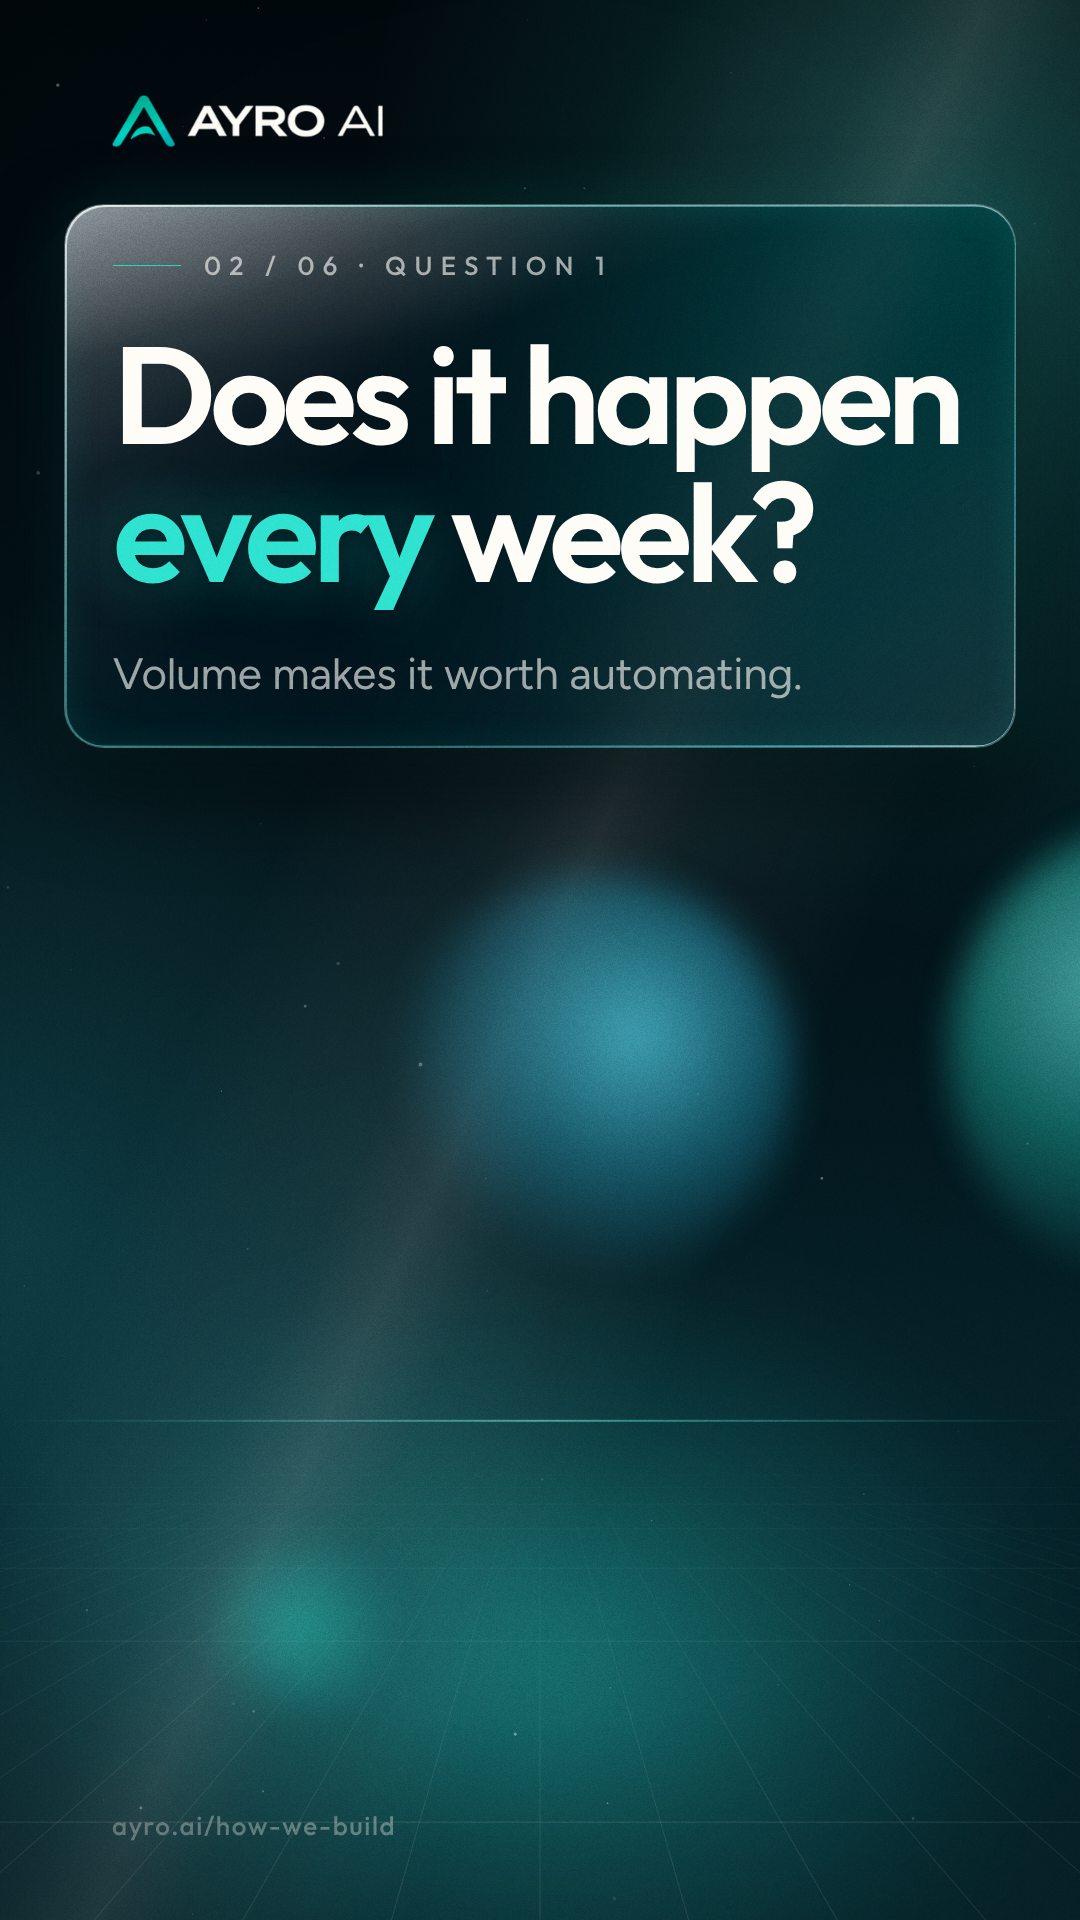 AYRO AI
02 / 06 · QUESTION 1
Does it happen
every week?
Volume makes it worth automating.
ayro.ai/how-we-build